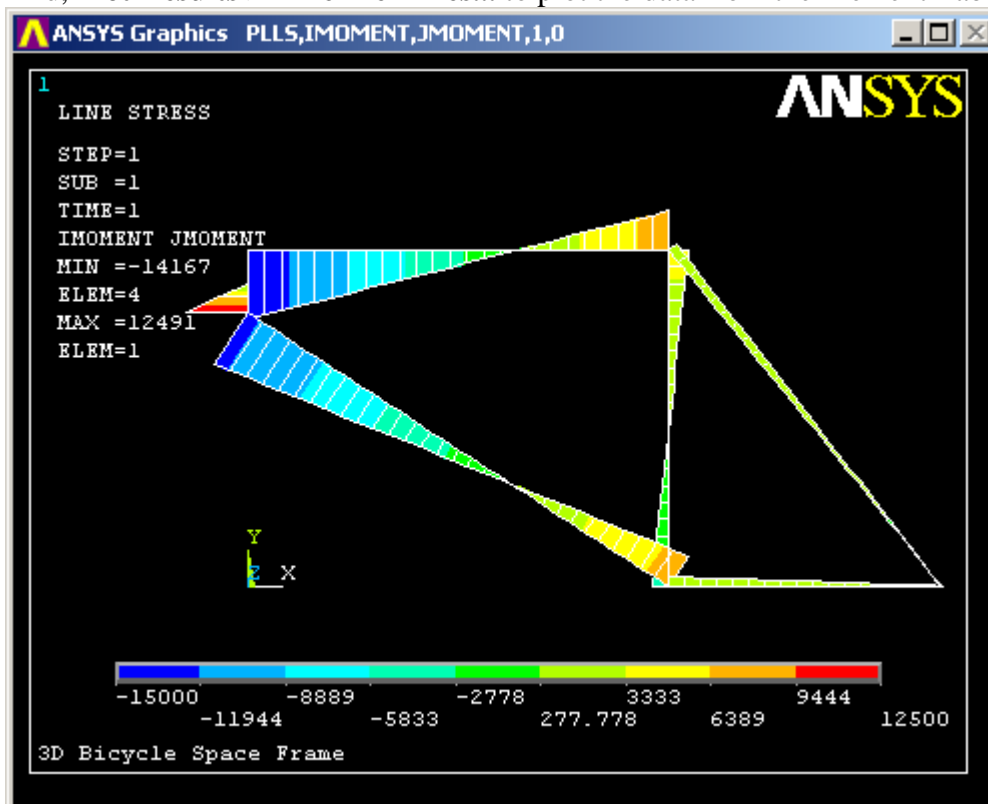 ANSYS Graphics PLLS,IMOMENT,JMOMENT,1,0
1
ANSYS
LINE STRESS
STEP=1
SUB =1
TIME=1
IMOMENT JMOMENT
MIN =-14167
ELEM=4
MAX =12491
ELEM=1
Y
Z X
-15000 -8889 -2778 3333 9444
-11944 -5833 277.778 6389 12500
3D Bicycle Space Frame